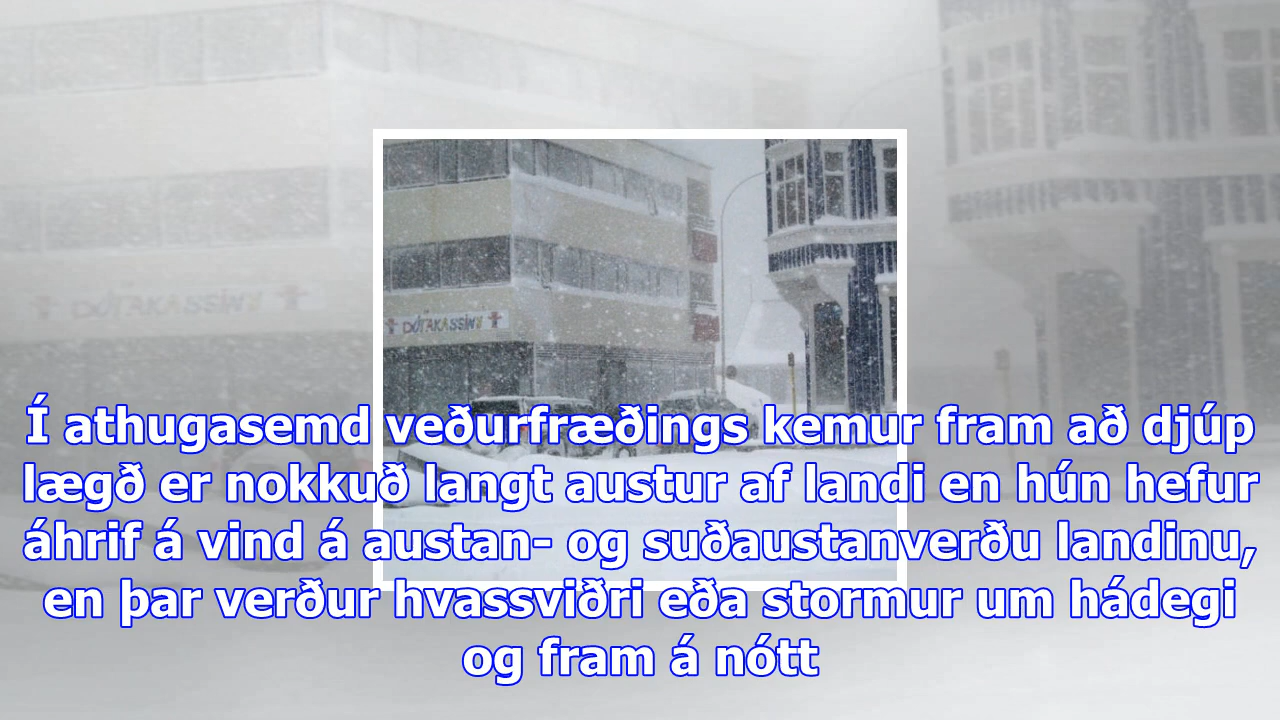 DÓTAKASSINN
Í athugasemd veðurfræðings kemur fram að djúp
lægð er nokkuð langt austur af landi en hún hefur
áhrif á vind á austan- og suðaustanverðu landinu,
en þar verður hvassviðri eða stormur um hádegi
og fram á nótt